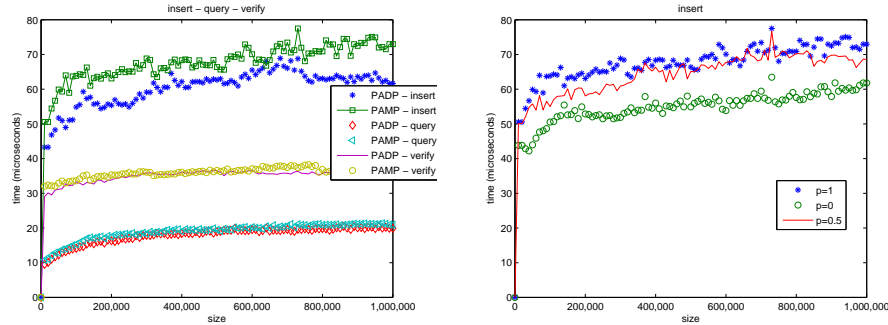 insert − query − verify
80
70
60
50
40
30
20
10
0
time (microseconds)
0
200,000
400,000
600,000
800,000
1,000,000
size
PADP − insert
PAMP − insert
PADP − query
PAMP − query
PADP − verify
PAMP − verify
insert
80
70
60
50
40
30
20
10
0
time (microseconds)
0
200,000
400,000
600,000
800,000
1,000,000
size
p=1
p=0
p=0.5